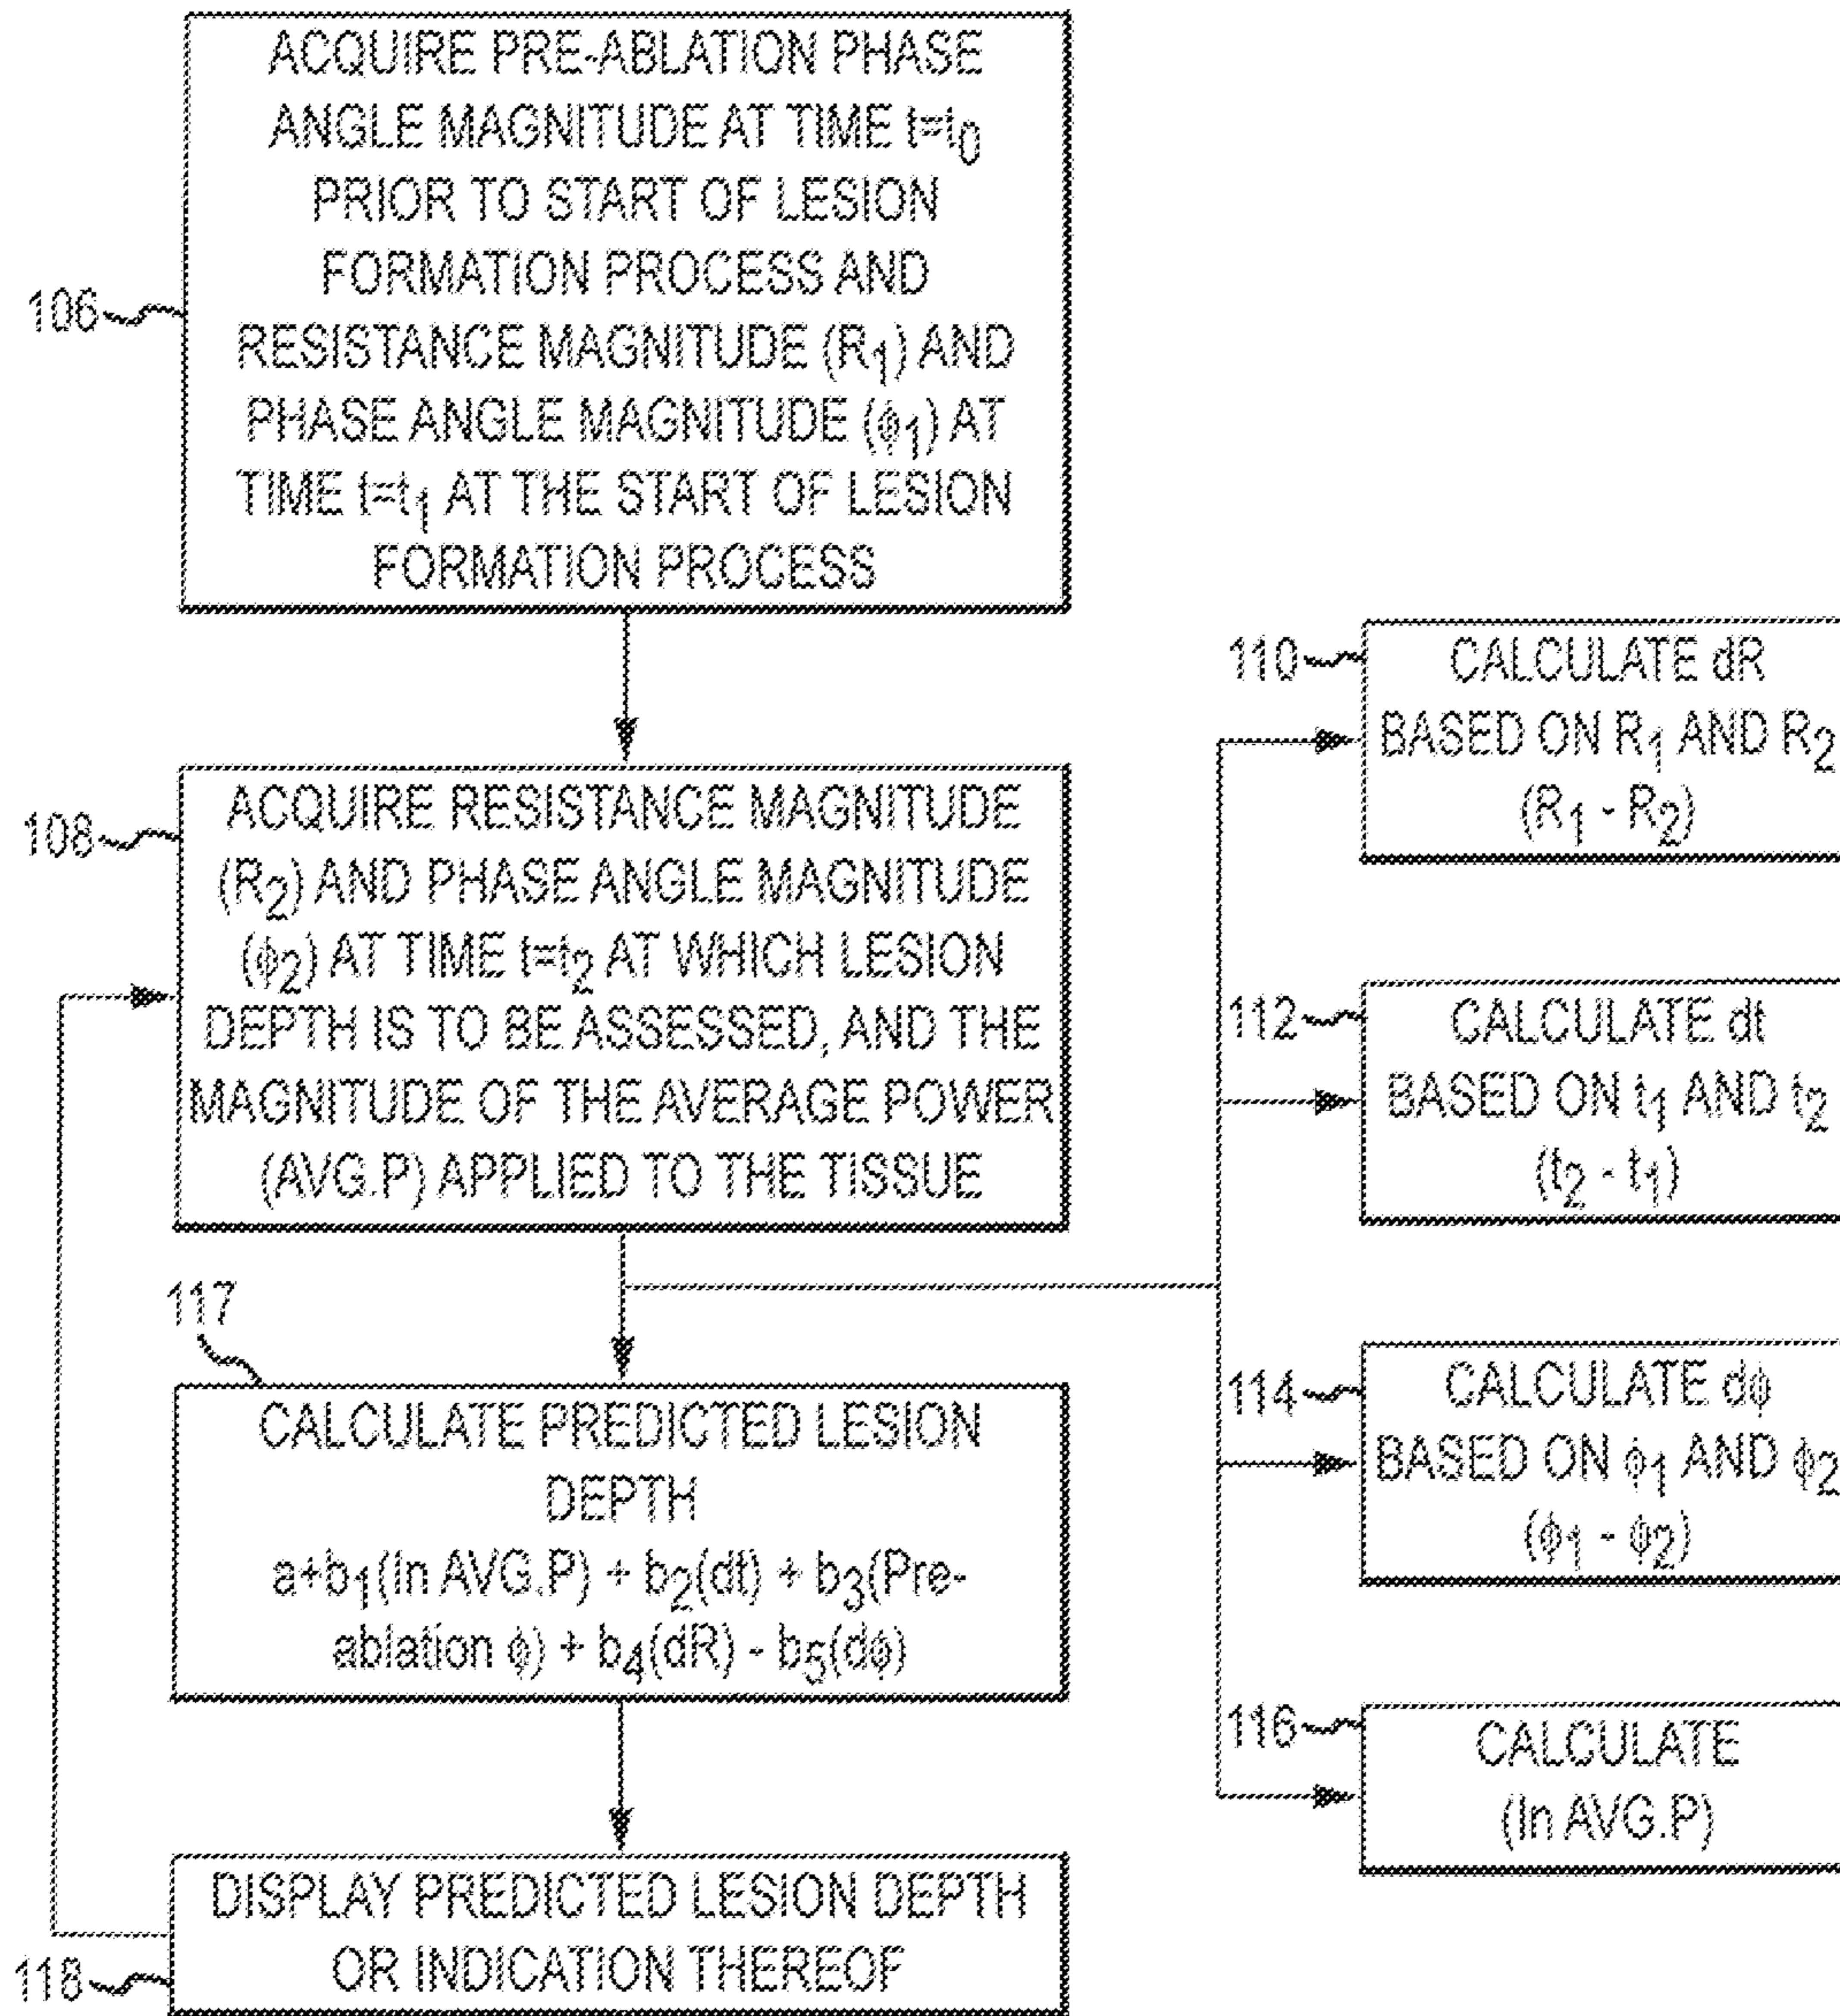 ACQUIRE PRE-ABLATION PHASE
ANGLE MAGNITUDE AT TIME t=t₀
PRIOR TO START OF LESION
FORMATION PROCESS AND
106
RESISTANCE MAGNITUDE (R₁) AND
PHASE ANGLE MAGNITUDE (ϕ₁) AT
TIME t=t₁ AT THE START OF LESION
FORMATION PROCESS
108
ACQUIRE RESISTANCE MAGNITUDE
(R₂) AND PHASE ANGLE MAGNITUDE
(ϕ₂) AT TIME t=t₂ AT WHICH LESION
DEPTH IS TO BE ASSESSED, AND THE
MAGNITUDE OF THE AVERAGE POWER
(AVG.P) APPLIED TO THE TISSUE
110
CALCULATE dR
BASED ON R₁ AND R₂
(R₁ - R₂)
112
CALCULATE dt
BASED ON t₁ AND t₂
(t₂ - t₁)
114
CALCULATE dϕ
BASED ON ϕ₁ AND ϕ₂
(ϕ₁ - ϕ₂)
116
CALCULATE
(ln AVG.P)
117
CALCULATE PREDICTED LESION
DEPTH
a+b₁(ln AVG.P) + b₂(dt) + b₃(Pre-
ablation ϕ) + b₄(dR) - b₅(dϕ)
118
DISPLAY PREDICTED LESION DEPTH
OR INDICATION THEREOF